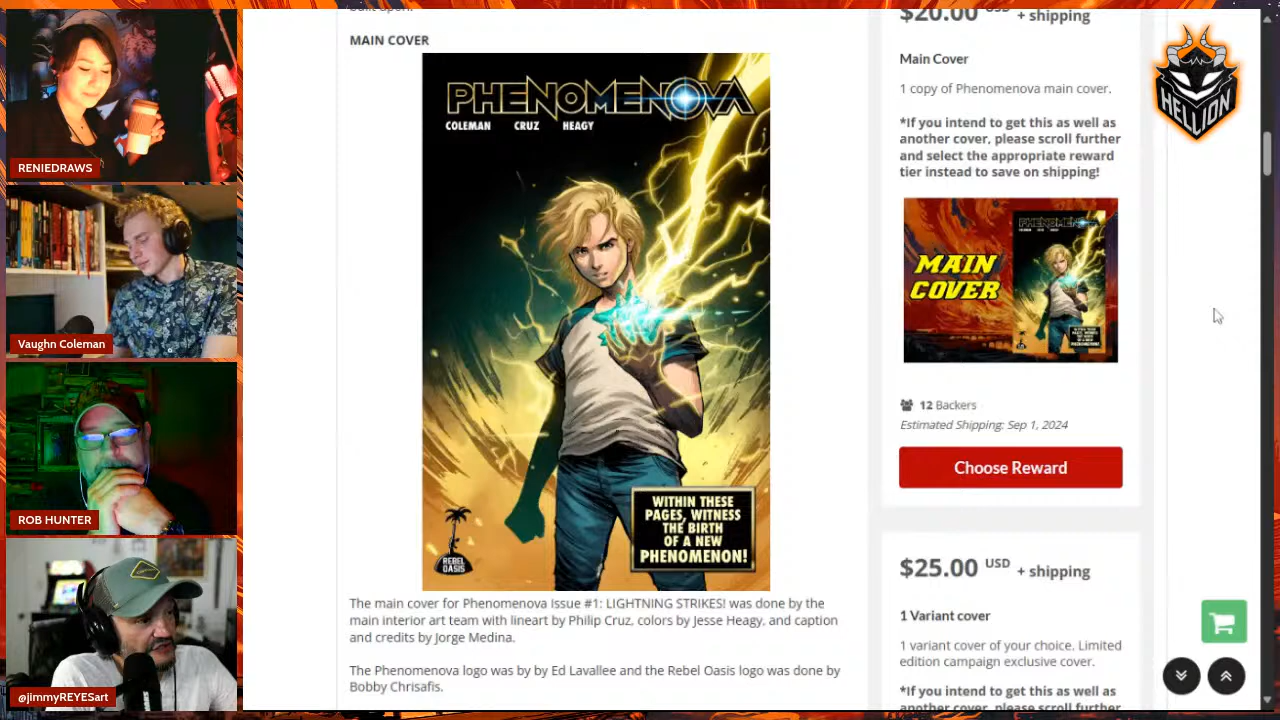 RENIEDRAWS
Vaughn Coleman
ROB HUNTER
@jimmyREYESart
MAIN COVER
PHENOMENOVA
COLEMAN CRUZ HEAGY
WITHIN THESE
PAGES, WITNESS
THE BIRTH
OF A NEW
PHENOMENON!
REBEL
OASIS
The main cover for Phenomenova Issue #1: LIGHTNING STRIKES! was done by the
main interior art team with lineart by Philip Cruz, colors by Jesse Heagy, and caption
and credits by Jorge Medina.
The Phenomenova logo was by by Ed Lavallee and the Rebel Oasis logo was done by
Bobby Chrisafis.
$20.00 USD + shipping
Main Cover
1 copy of Phenomenova main cover.
*If you intend to get this as well as
another cover, please scroll further
and select the appropriate reward
tier instead to save on shipping!
MAIN
COVER
PHENOMENOVA
12 Backers
Estimated Shipping: Sep 1, 2024
Choose Reward
$25.00 USD + shipping
1 Variant cover
1 variant cover of your choice. Limited
edition campaign exclusive cover.
*If you intend to get this as well as
another cover, please scroll further
HELLION